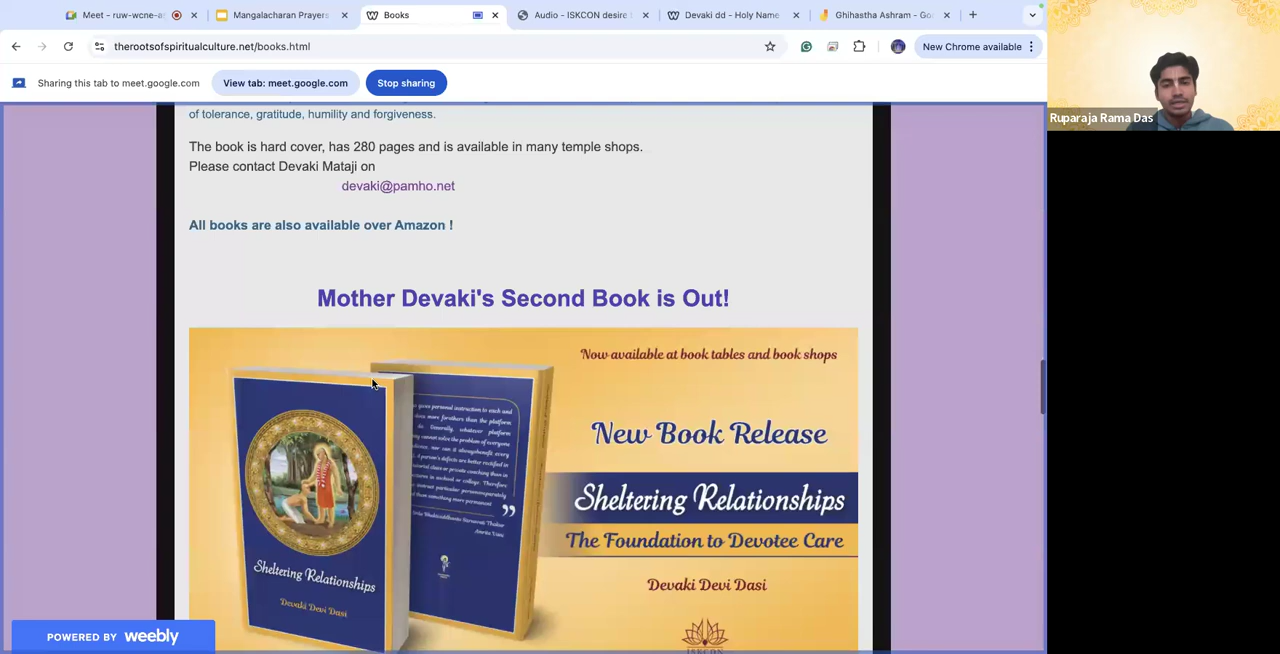 Meet - ruw-wcne-a
Mangalacharan Prayers
Books
Audio - ISKCON desire
Devaki dd - Holy Name
Ghihastha Ashram - Go
therootsofspiritualculture.net/books.html
New Chrome available
Sharing this tab to meet.google.com
View tab: meet.google.com
Stop sharing
Ruparaja Rama Das
of tolerance, gratitude, humility and forgiveness.
The book is hard cover, has 280 pages and is available in many temple shops.
Please contact Devaki Mataji on
devaki@pamho.net
All books are also available over Amazon !
Mother Devaki's Second Book is Out!
Now available at book tables and book shops
New Book Release
Sheltering Relationships
The Foundation to Devotee Care
Devaki Devi Dasi
ISKCON
Sheltering Relationships
Devaki Devi Dasi
POWERED BY weebly